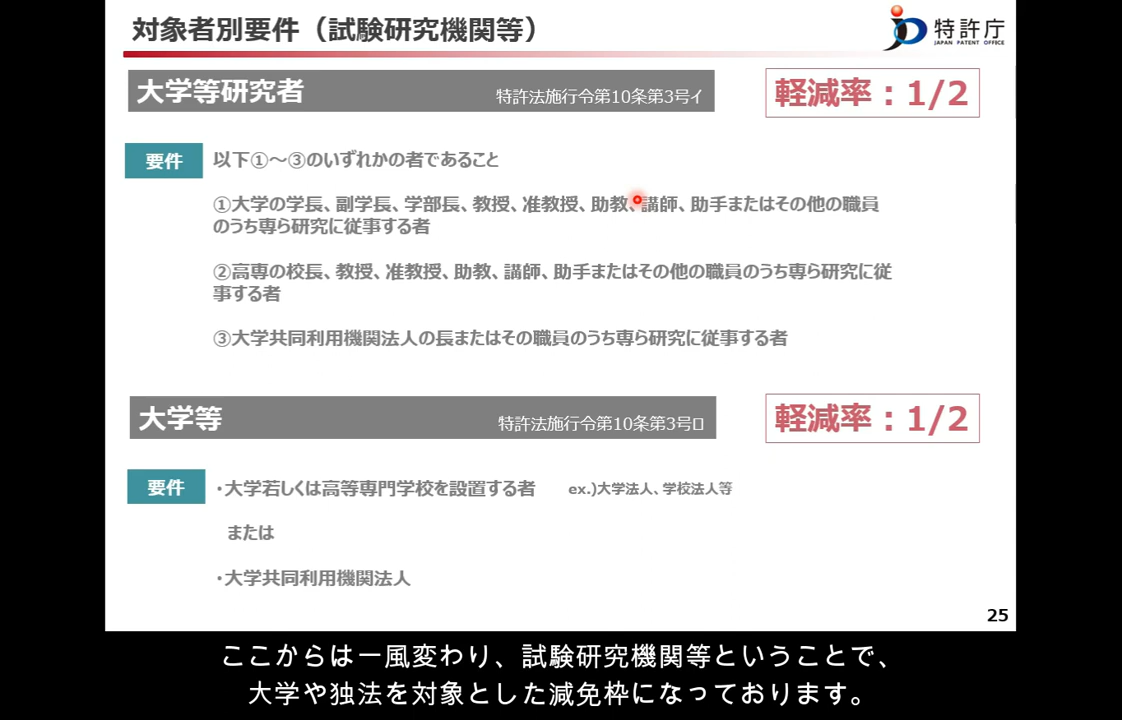 対象者別要件（試験研究機関等）
特許庁
JAPAN PATENT OFFICE
大学等研究者 特許法施行令第10条第3号イ 軽減率：1/2
要件 以下①～③のいずれかの者であること
①大学の学長、副学長、学部長、教授、准教授、助教、講師、助手またはその他の職員
のうち専ら研究に従事する者
②高専の校長、教授、准教授、助教、講師、助手またはその他の職員のうち専ら研究に従
事する者
③大学共同利用機関法人の長またはその職員のうち専ら研究に従事する者
大学等 特許法施行令第10条第3号ロ 軽減率：1/2
要件 ・大学若しくは高等専門学校を設置する者 ex.)大学法人、学校法人等
または
・大学共同利用機関法人
25
ここからは一風変わり、試験研究機関等ということで、
大学や独法を対象とした減免枠になっております。